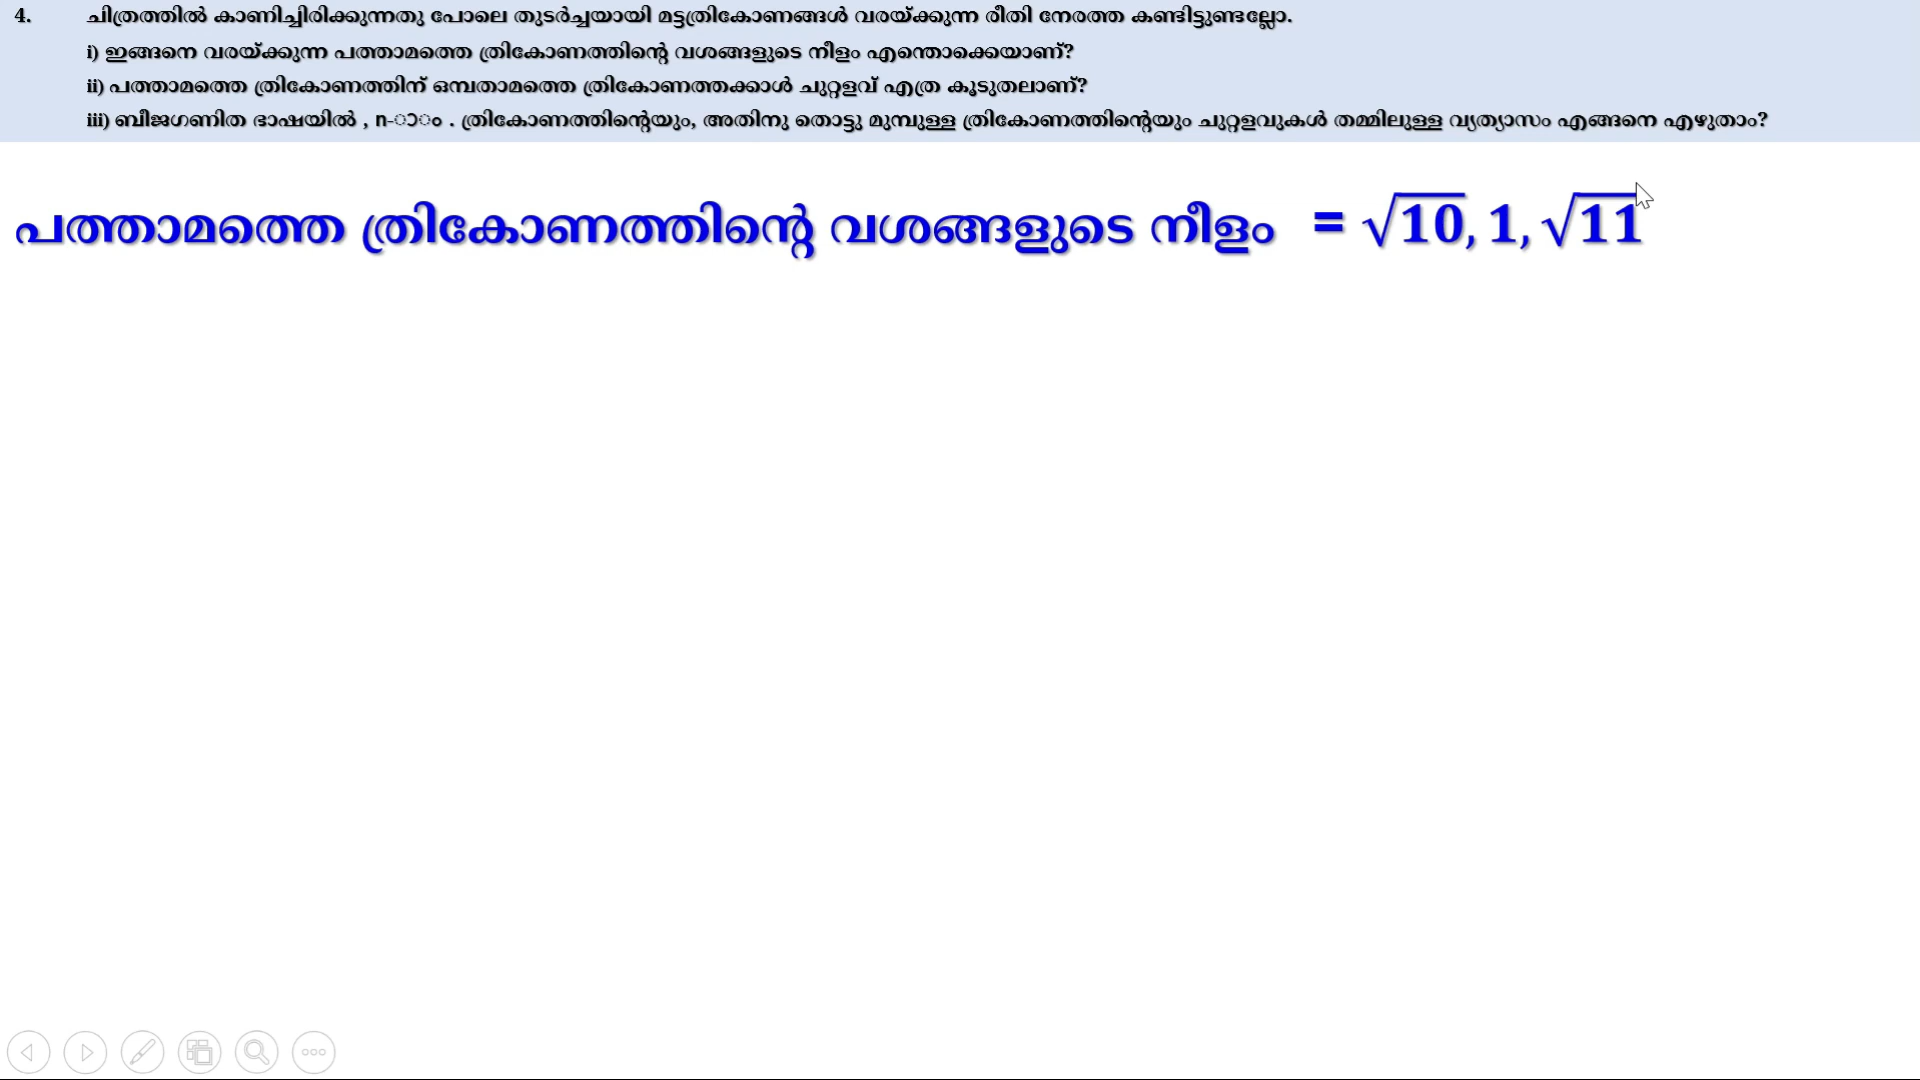 4. ചിത്രത്തിൽ കാണിച്ചിരിക്കുന്നതു പോലെ തുടർച്ചയായി മട്ടത്രികോണങ്ങൾ വരയ്ക്കുന്ന രീതി നേരത്ത കണ്ടിട്ടുണ്ടല്ലോ.
i) ഇങ്ങനെ വരയ്ക്കുന്ന പത്താമത്തെ ത്രികോണത്തിന്റെ വശങ്ങളുടെ നീളം എന്തൊക്കെയാണ്?
ii) പത്താമത്തെ ത്രികോണത്തിന് ഒമ്പതാമത്തെ ത്രികോണത്തക്കാൾ ചുറ്റളവ് എത്ര കൂടുതലാണ്?
iii) ബീജഗണിത ഭാഷയിൽ , n-ാം . ത്രികോണത്തിന്റെയും, അതിനു തൊട്ടു മുമ്പുള്ള ത്രികോണത്തിന്റെയും ചുറ്റളവുകൾ തമ്മിലുള്ള വ്യത്യാസം എങ്ങനെ എഴുതാം?
പത്താമത്തെ ത്രികോണത്തിന്റെ വശങ്ങളുടെ നീളം = √10, 1, √11